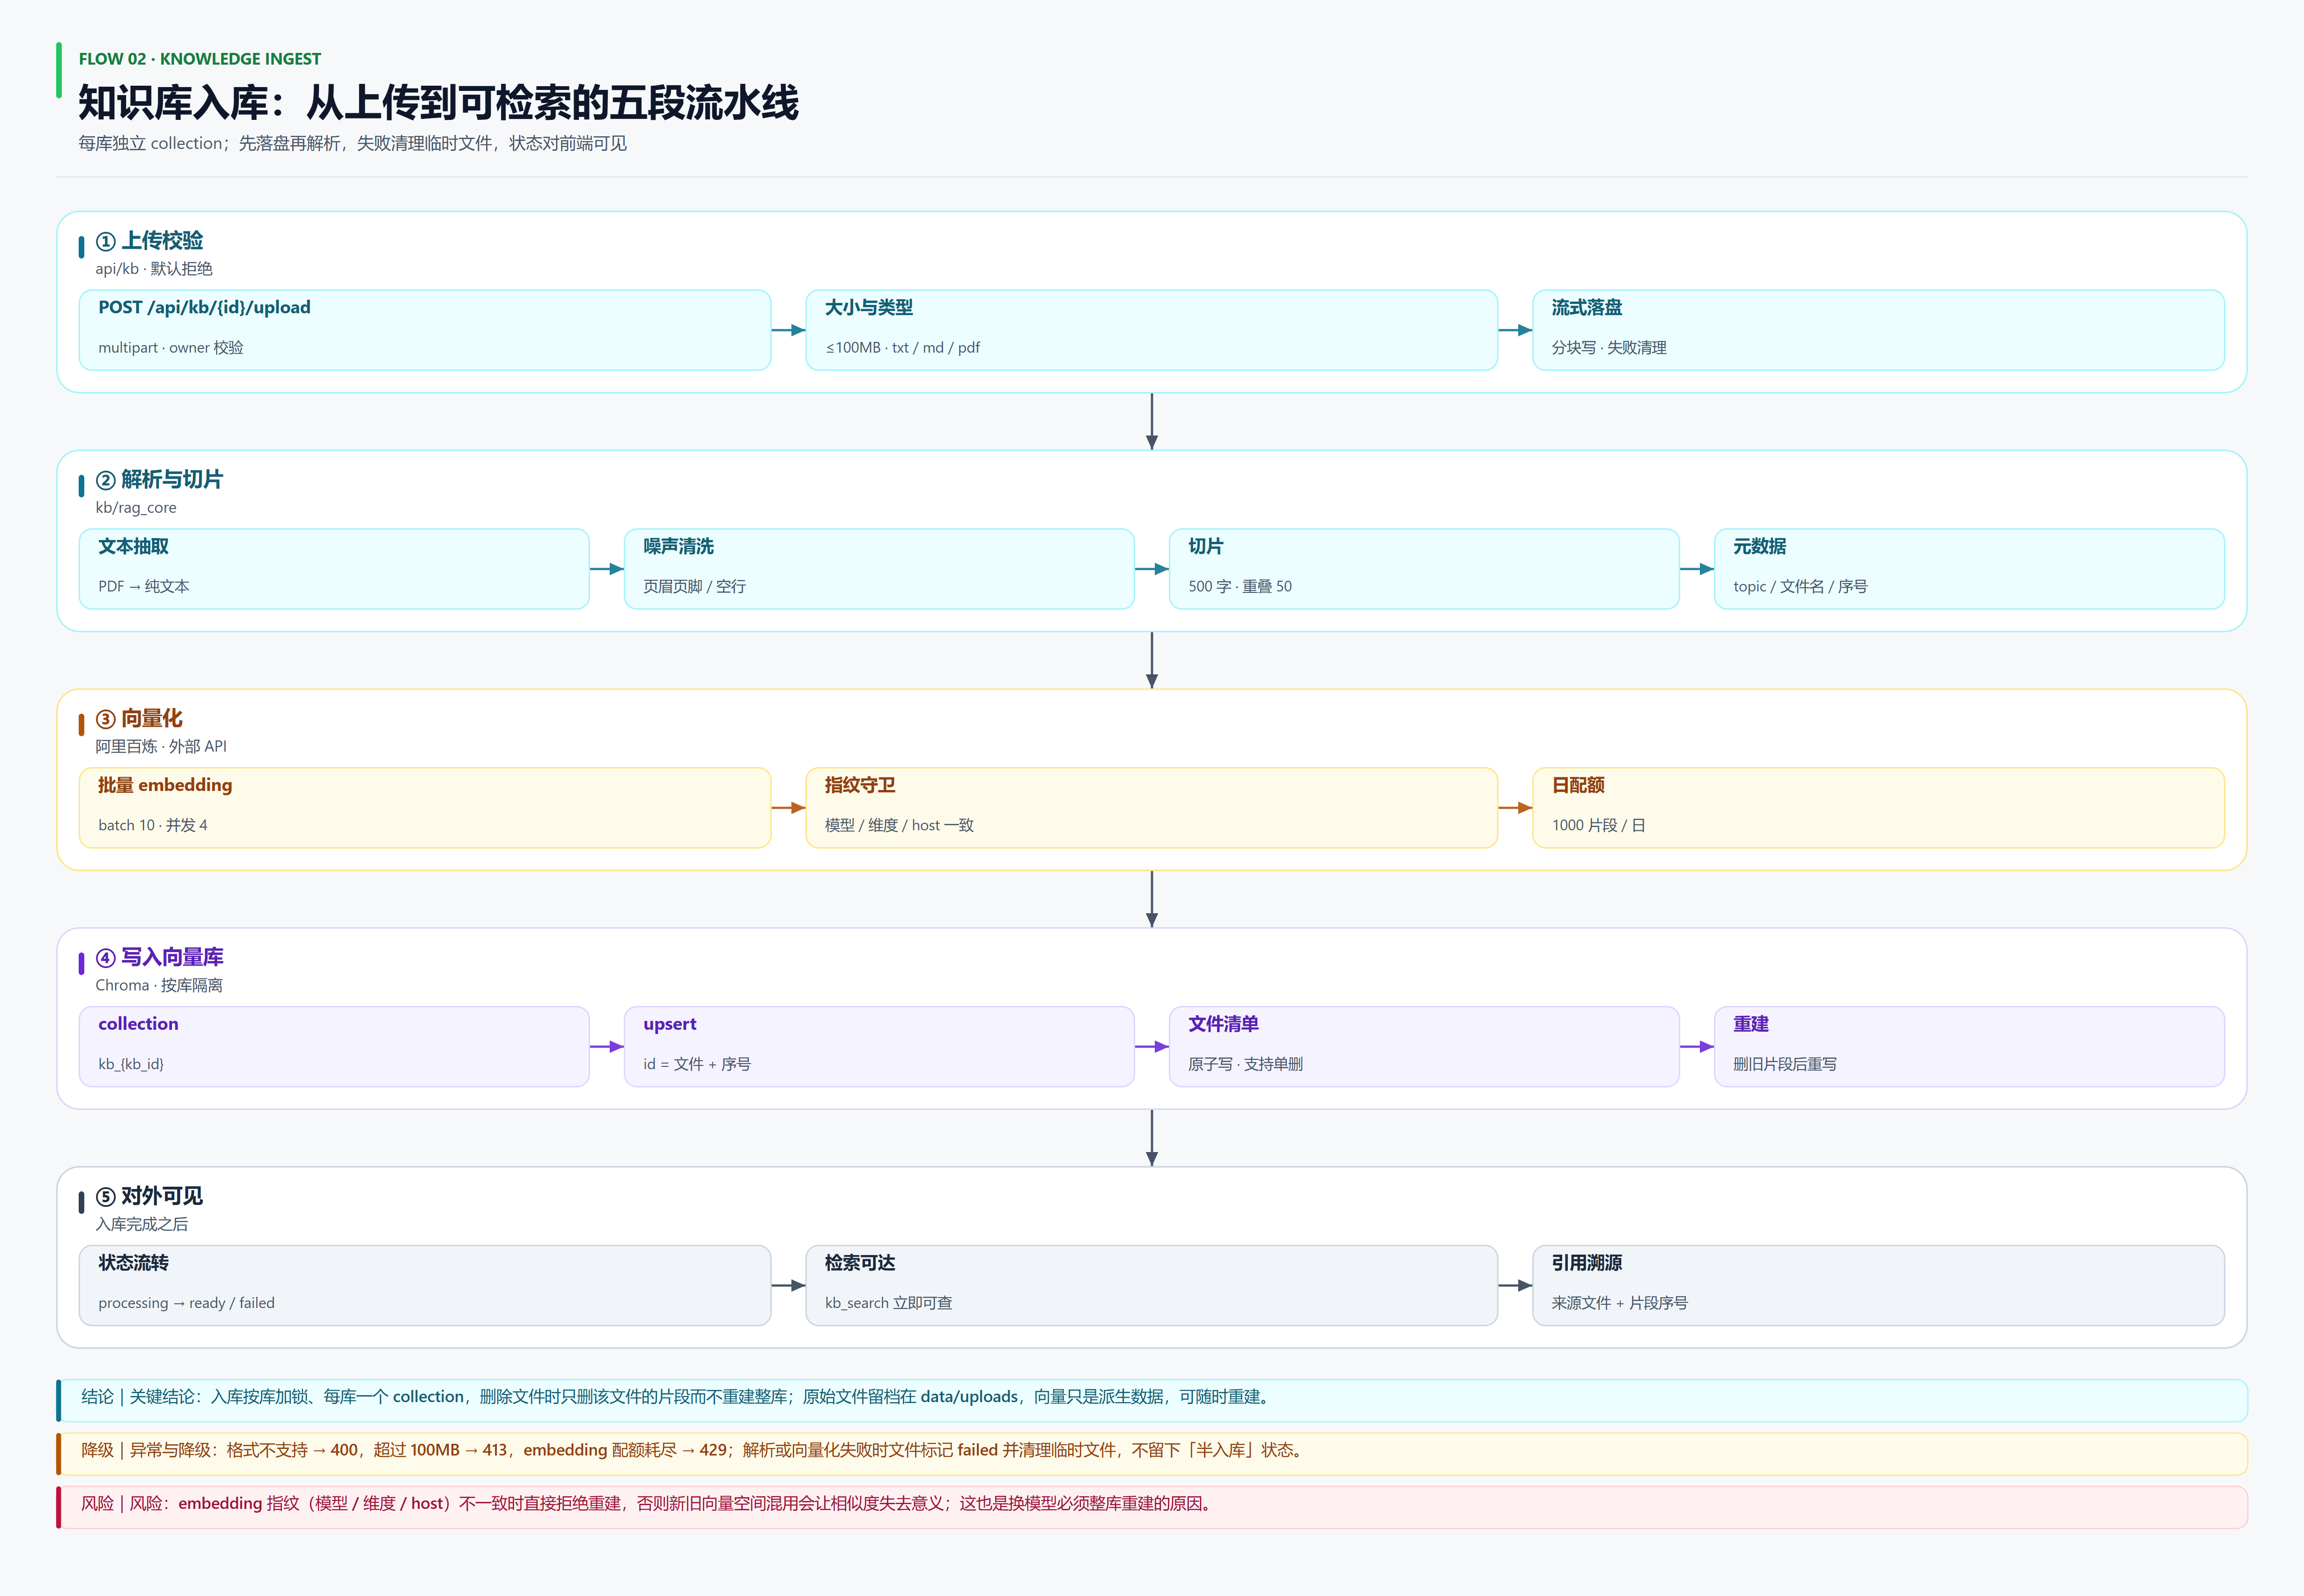 FLOW 02 · KNOWLEDGE INGEST
知识库入库：从上传到可检索的五段流水线
每库独立 collection；先落盘再解析，失败清理临时文件，状态对前端可见
① 上传校验
api/kb · 默认拒绝
POST /api/kb/{id}/upload
multipart · owner 校验
大小与类型
≤100MB · txt / md / pdf
流式落盘
分块写 · 失败清理
② 解析与切片
kb/rag_core
文本抽取
PDF → 纯文本
噪声清洗
页眉页脚 / 空行
切片
500 字 · 重叠 50
元数据
topic / 文件名 / 序号
③ 向量化
阿里百炼 · 外部 API
批量 embedding
batch 10 · 并发 4
指纹守卫
模型 / 维度 / host 一致
日配额
1000 片段 / 日
④ 写入向量库
Chroma · 按库隔离
collection
kb_{kb_id}
upsert
id = 文件 + 序号
文件清单
原子写 · 支持单删
重建
删旧片段后重写
⑤ 对外可见
入库完成之后
状态流转
processing → ready / failed
检索可达
kb_search 立即可查
引用溯源
来源文件 + 片段序号
结论｜关键结论：入库按库加锁、每库一个 collection，删除文件时只删该文件的片段而不重建整库；原始文件留档在 data/uploads，向量只是派生数据，可随时重建。
降级｜异常与降级：格式不支持 → 400，超过 100MB → 413，embedding 配额耗尽 → 429；解析或向量化失败时文件标记 failed 并清理临时文件，不留下「半入库」状态。
风险｜风险：embedding 指纹（模型 / 维度 / host）不一致时直接拒绝重建，否则新旧向量空间混用会让相似度失去意义；这也是换模型必须整库重建的原因。